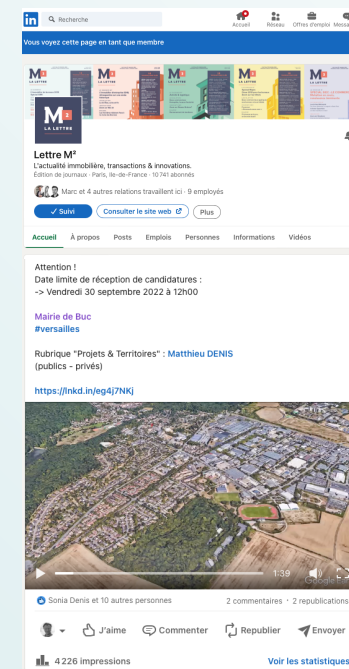 in
Recherche
Accueil
Réseau
Offres d'emploi
Vous voyez cette page en tant que membre
M²
LA LETTRE
Lettre M²
L'actualité immobilière, transactions & innovations.
Édition de journaux · Paris, Ile-de-France · 10 741 abonnés
Marc et 4 autres relations travaillent ici · 9 employés
Suivi
Consulter le site web
Plus
Accueil
À propos
Posts
Emplois
Personnes
Informations
Vidéos
Attention !
Date limite de réception de candidatures :
-> Vendredi 30 septembre 2022 à 12h00
Mairie de Buc
#versailles
Rubrique "Projets & Territoires" : Matthieu DENIS
(publics - privés)
https://lnkd.in/eg4j7NKj
1:39
Sonia Denis et 10 autres personnes
2 commentaires · 2 republications
J'aime
Commenter
Republier
Envoyer
4 226 impressions
Voir les statistiques